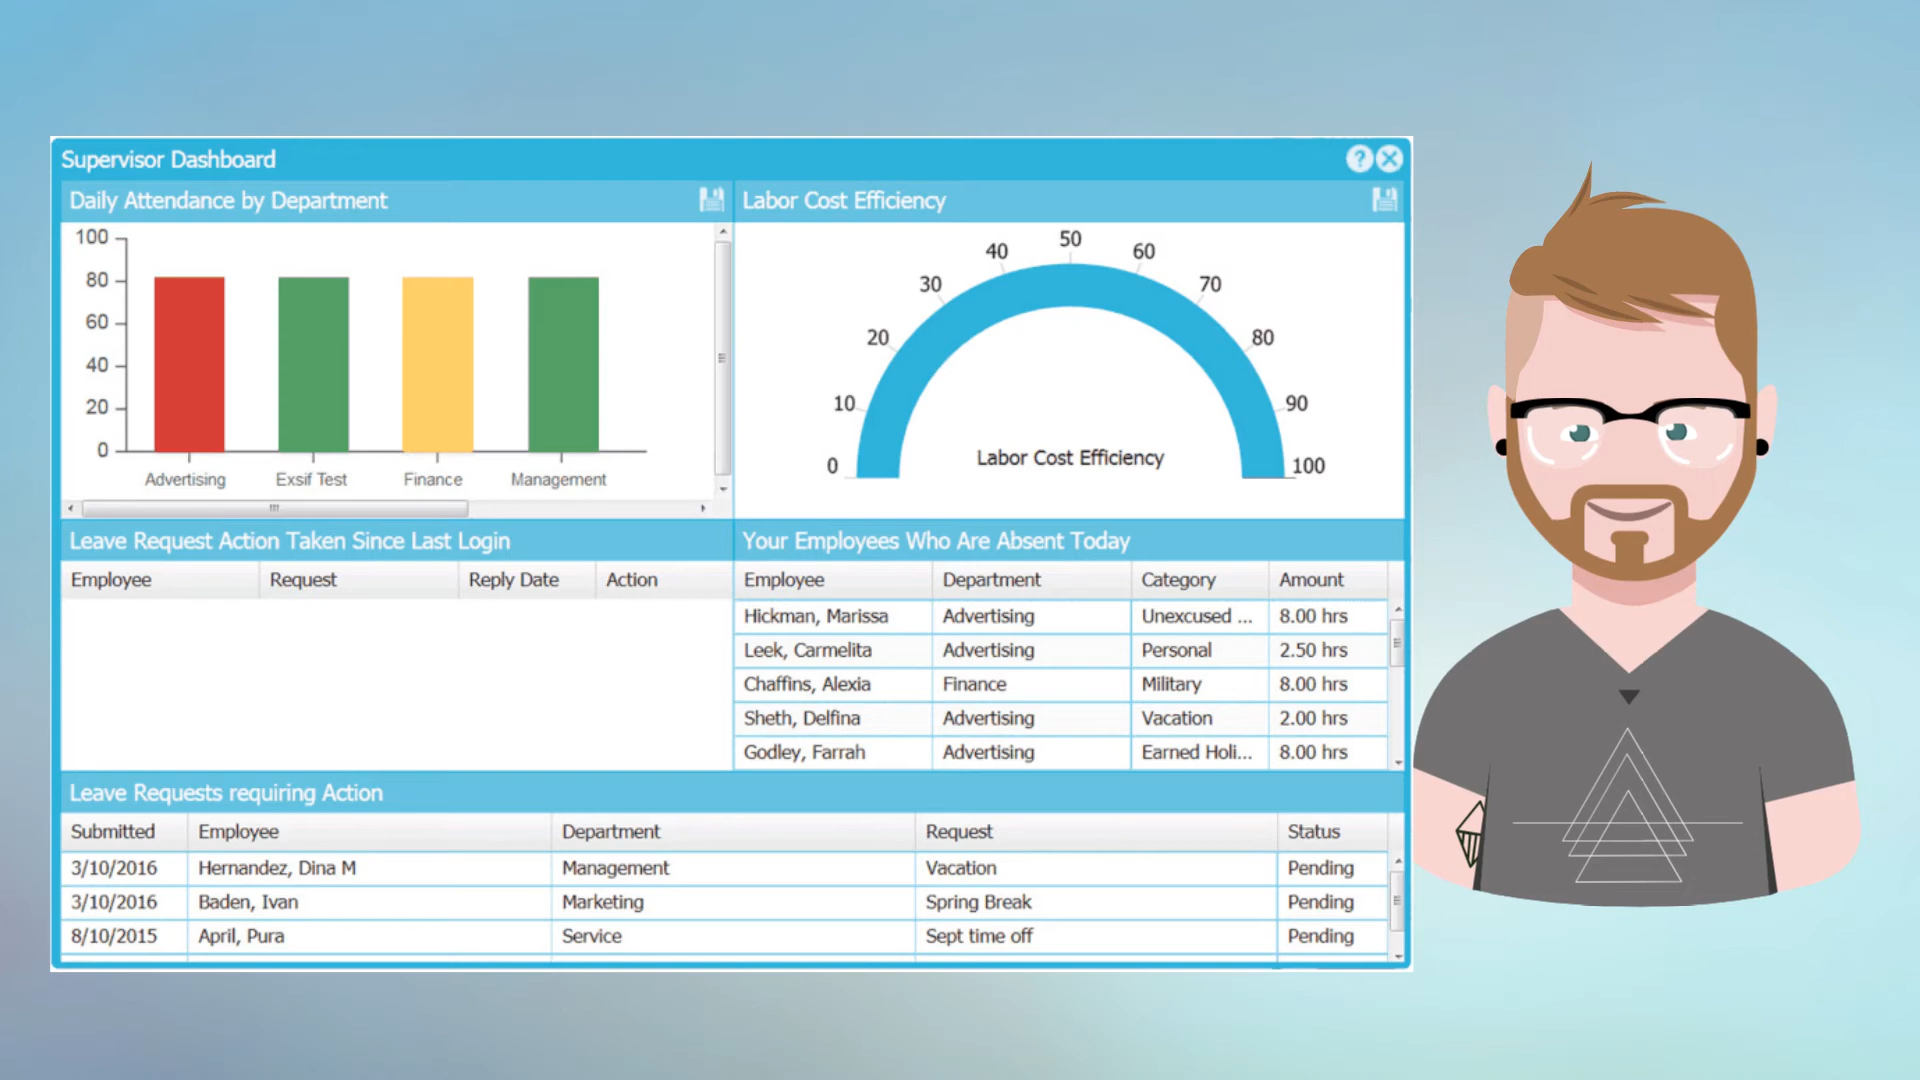 Supervisor Dashboard
?
Daily Attendance by Department
100
80
60
40
20
0
Advertising Exsif Test Finance Management
Labor Cost Efficiency
0
10
20
30
40
50
60
70
80
90
100
Labor Cost Efficiency
Leave Request Action Taken Since Last Login
Employee Request Reply Date Action
Your Employees Who Are Absent Today
Employee Department Category Amount
Hickman, Marissa Advertising Unexcused ... 8.00 hrs
Leek, Carmelita Advertising Personal 2.50 hrs
Chaffins, Alexia Finance Military 8.00 hrs
Sheth, Delfina Advertising Vacation 2.00 hrs
Godley, Farrah Advertising Earned Holi... 8.00 hrs
Leave Requests requiring Action
Submitted Employee Department Request Status
3/10/2016 Hernandez, Dina M Management Vacation Pending
3/10/2016 Baden, Ivan Marketing Spring Break Pending
8/10/2015 April, Pura Service Sept time off Pending